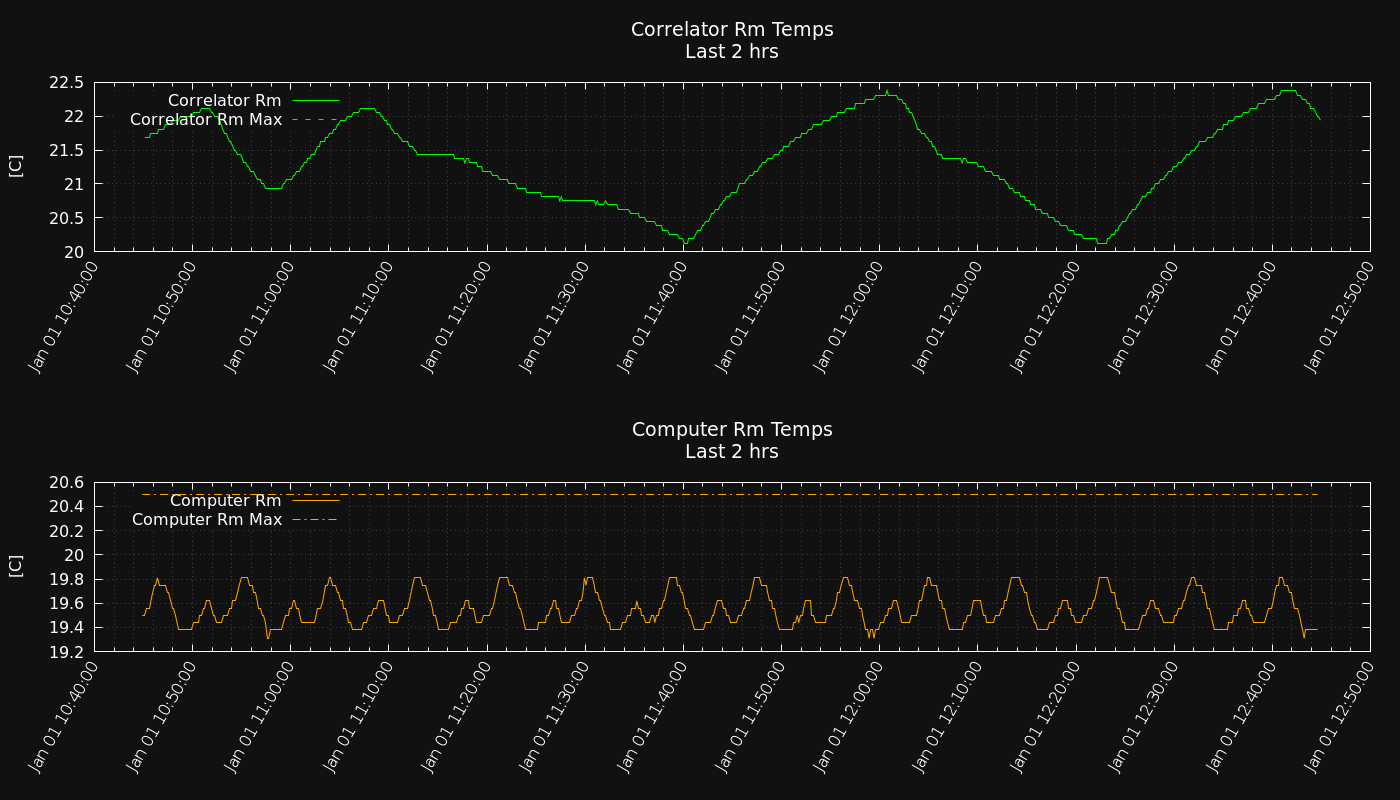 Correlator Rm Temps
Last 2 hrs
22.5
22
21.5
21
20.5
20
[C]
Correlator Rm
Correlator Rm Max
Jan 01 10:40:00
Jan 01 10:50:00
Jan 01 11:00:00
Jan 01 11:10:00
Jan 01 11:20:00
Jan 01 11:30:00
Jan 01 11:40:00
Jan 01 11:50:00
Jan 01 12:00:00
Jan 01 12:10:00
Jan 01 12:20:00
Jan 01 12:30:00
Jan 01 12:40:00
Jan 01 12:50:00
Computer Rm Temps
Last 2 hrs
20.6
20.4
20.2
20
19.8
19.6
19.4
19.2
[C]
Computer Rm
Computer Rm Max
Jan 01 10:40:00
Jan 01 10:50:00
Jan 01 11:00:00
Jan 01 11:10:00
Jan 01 11:20:00
Jan 01 11:30:00
Jan 01 11:40:00
Jan 01 11:50:00
Jan 01 12:00:00
Jan 01 12:10:00
Jan 01 12:20:00
Jan 01 12:30:00
Jan 01 12:40:00
Jan 01 12:50:00